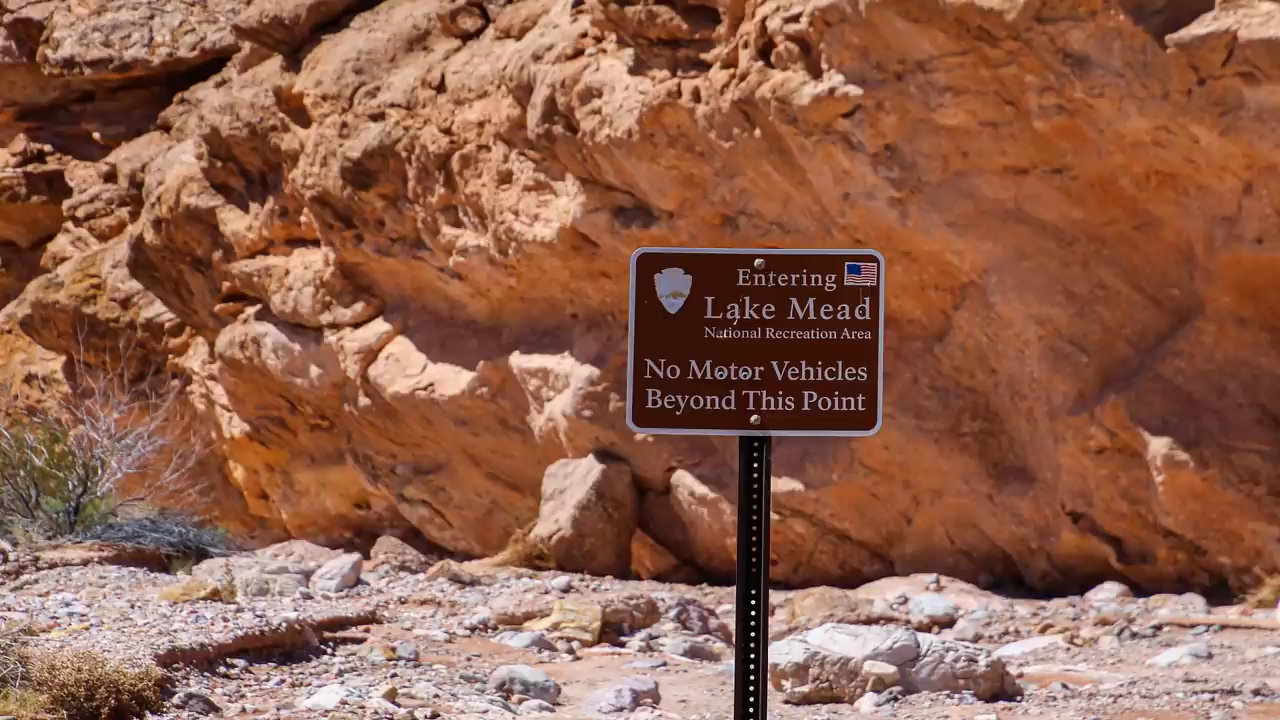 Entering
Lake Mead
National Recreation Area
No Motor Vehicles
Beyond This Point